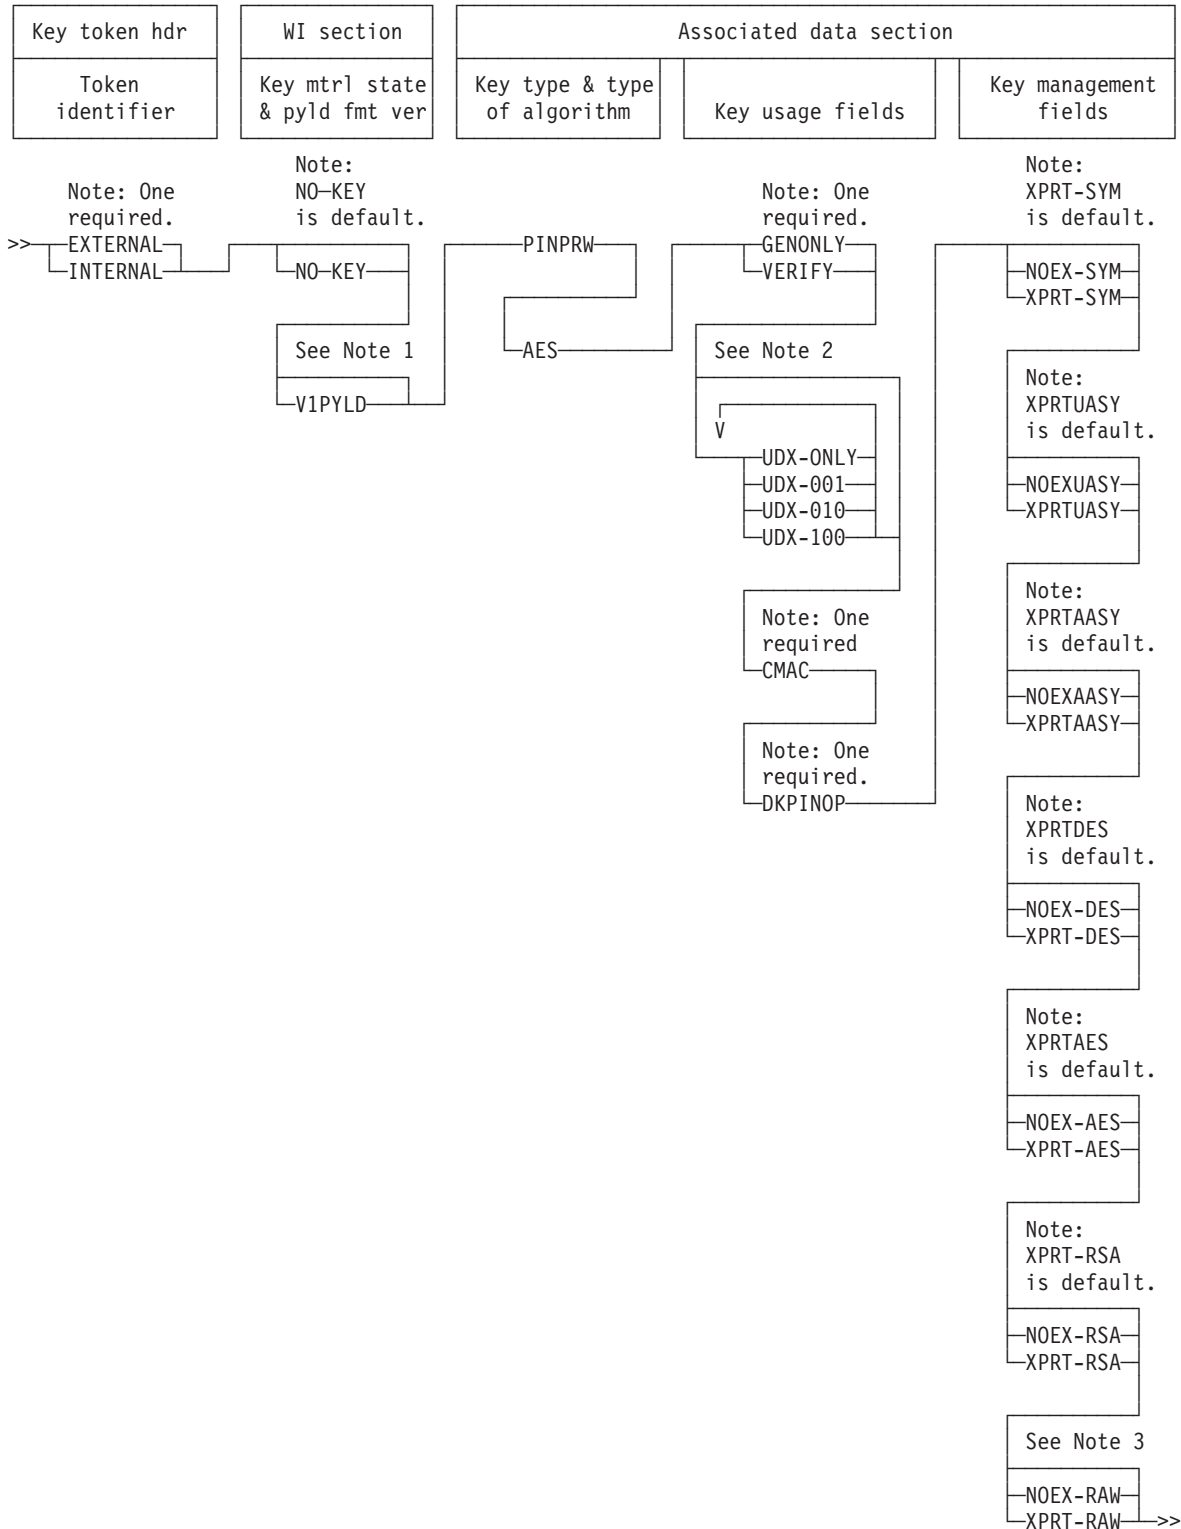 Key token hdr
WI section
Associated data section
Token
identifier
Key mtrl state
& pyld fmt ver
Key type & type
of algorithm
Key usage fields
Key management
fields
Note: One
required.
>>
EXTERNAL
INTERNAL
Note:
NO-KEY
is default.
NO-KEY
See Note 1
V1PYLD
PINPRW
AES
Note: One
required.
GENONLY
VERIFY
See Note 2
V
UDX-ONLY
UDX-001
UDX-010
UDX-100
Note: One
required
CMAC
Note: One
required.
DKPINOP
Note:
XPRT-SYM
is default.
NOEX-SYM
XPRT-SYM
Note:
XPRTUASY
is default.
NOEXUASY
XPRTUASY
Note:
XPRTAASY
is default.
NOEXAASY
XPRTAASY
Note:
XPRTDES
is default.
NOEX-DES
XPRT-DES
Note:
XPRTAES
is default.
NOEX-AES
XPRT-AES
Note:
XPRT-RSA
is default.
NOEX-RSA
XPRT-RSA
See Note 3
NOEX-RAW
XPRT-RAW
>>